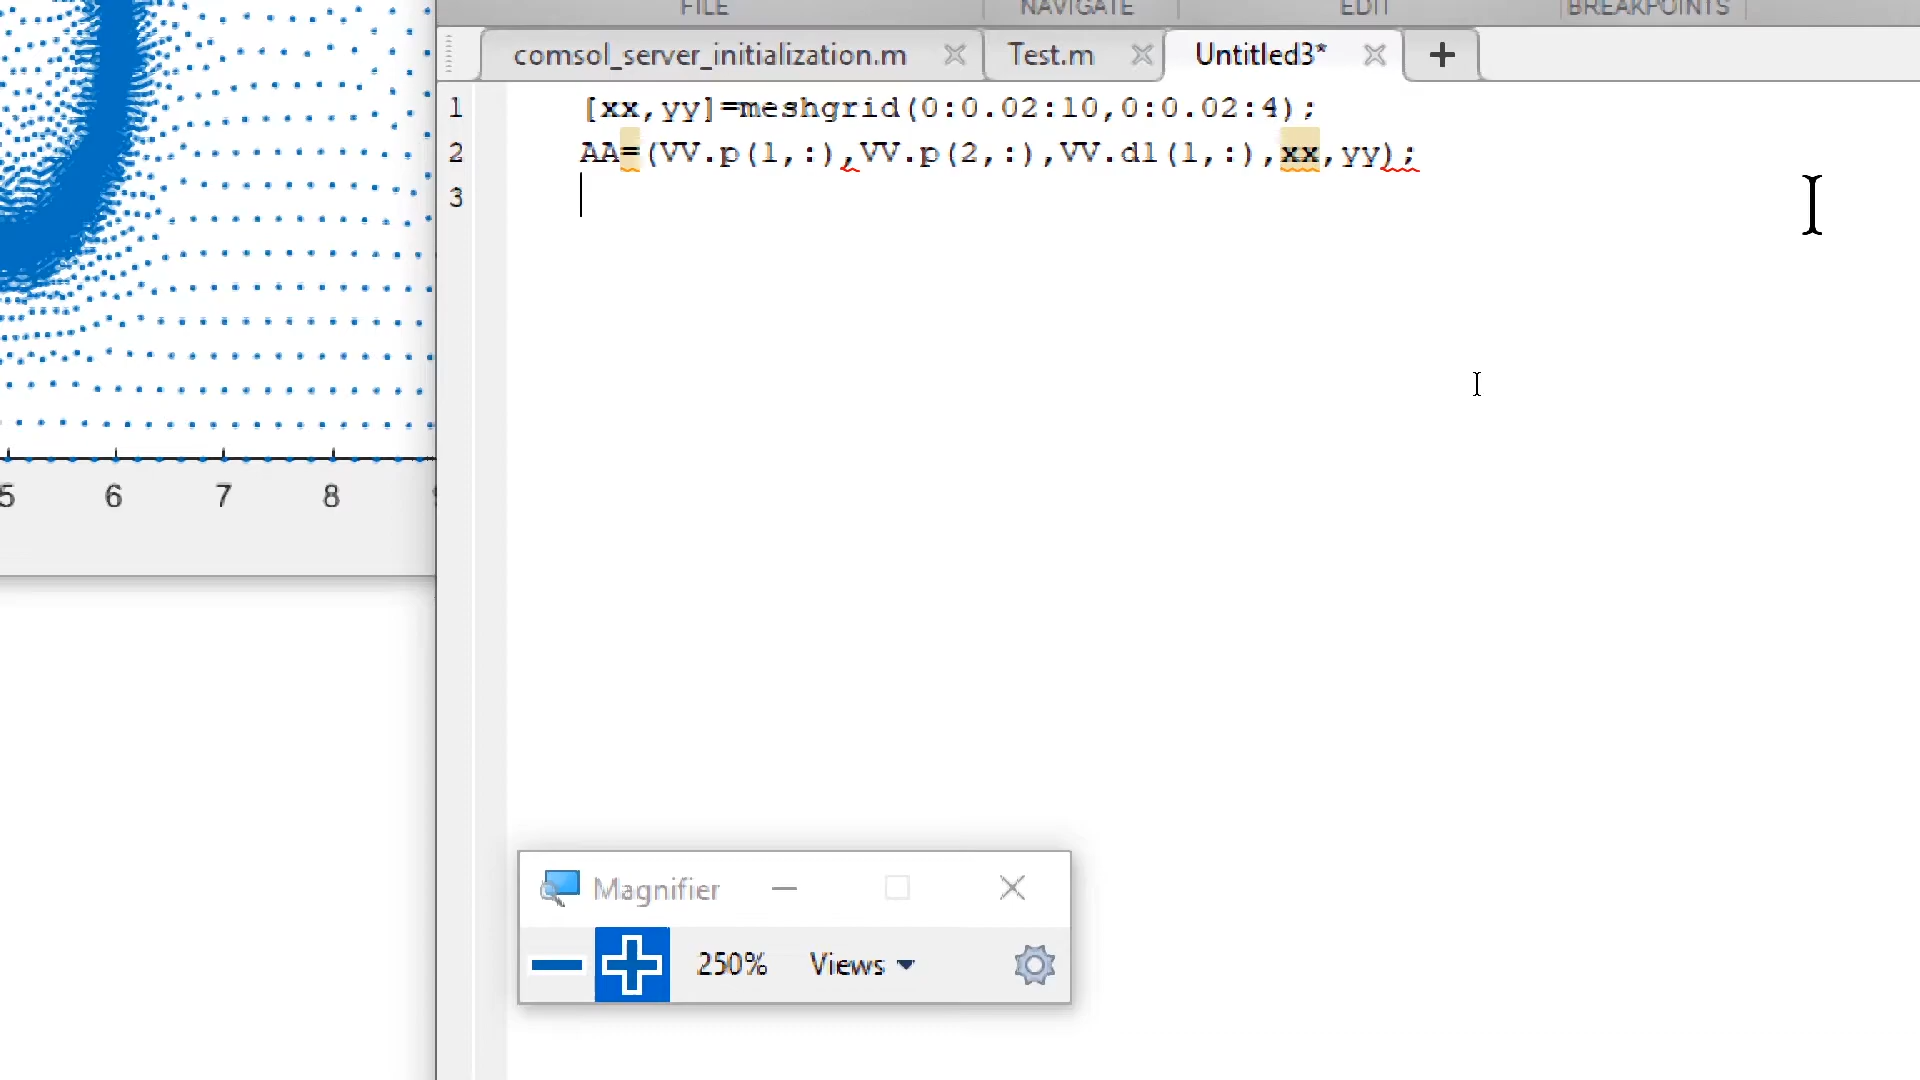 FILE NAVIGATE EDIT BREAKPOINTS
comsol_server_initialization.m Test.m Untitled3*
1 [xx,yy]=meshgrid(0:0.02:10,0:0.02:4);
2 AA=(VV.p(1,:),VV.p(2,:),VV.d1(1,:),xx,yy);
3
5 6 7 8
Magnifier
250% Views